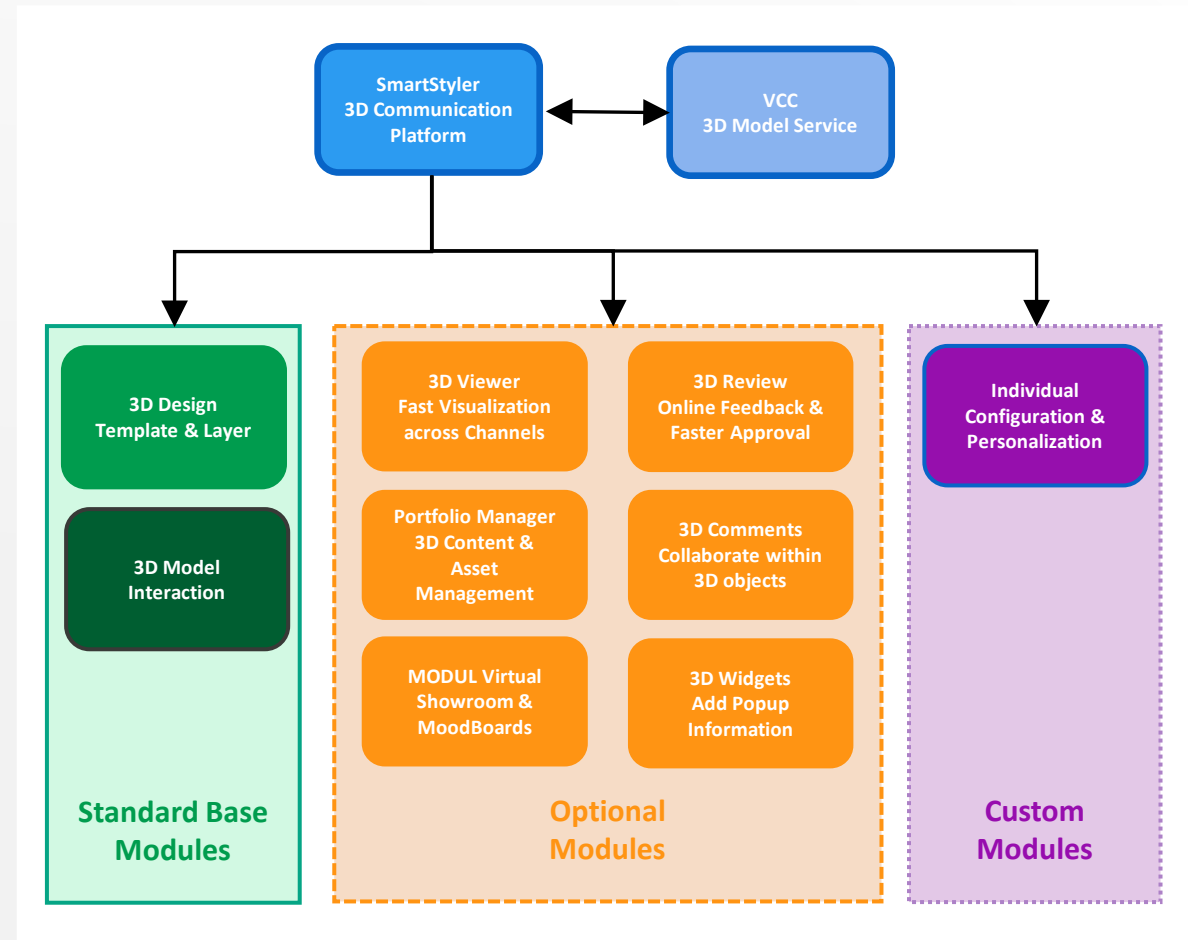 SmartStyler
3D Communication
Platform
VCC
3D Model Service
3D Design
Template & Layer
3D Model
Interaction
Standard Base
Modules
3D Viewer
Fast Visualization
across Channels
3D Review
Online Feedback &
Faster Approval
Portfolio Manager
3D Content &
Asset
Management
3D Comments
Collaborate within
3D objects
MODUL Virtual
Showroom &
MoodBoards
3D Widgets
Add Popup
Information
Optional
Modules
Individual
Configuration &
Personalization
Custom
Modules